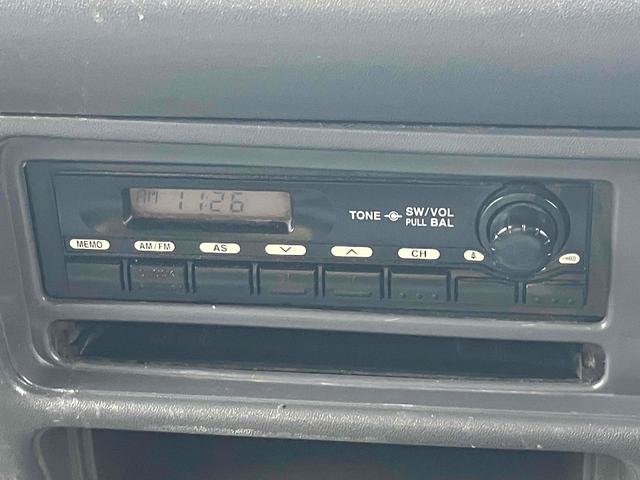 AM 11:26
TONE SW/VOL
PULL BAL
MEMO AM/FM AS CH